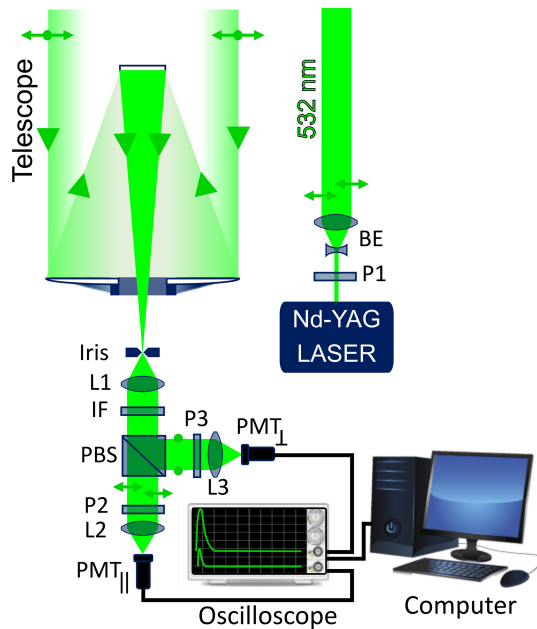 Telescope
532 nm
BE
P1
Nd-YAG
LASER
Iris
L1
IF
P3
PMT⊥
PBS
L3
P2
L2
PMT||
Oscilloscope
Computer